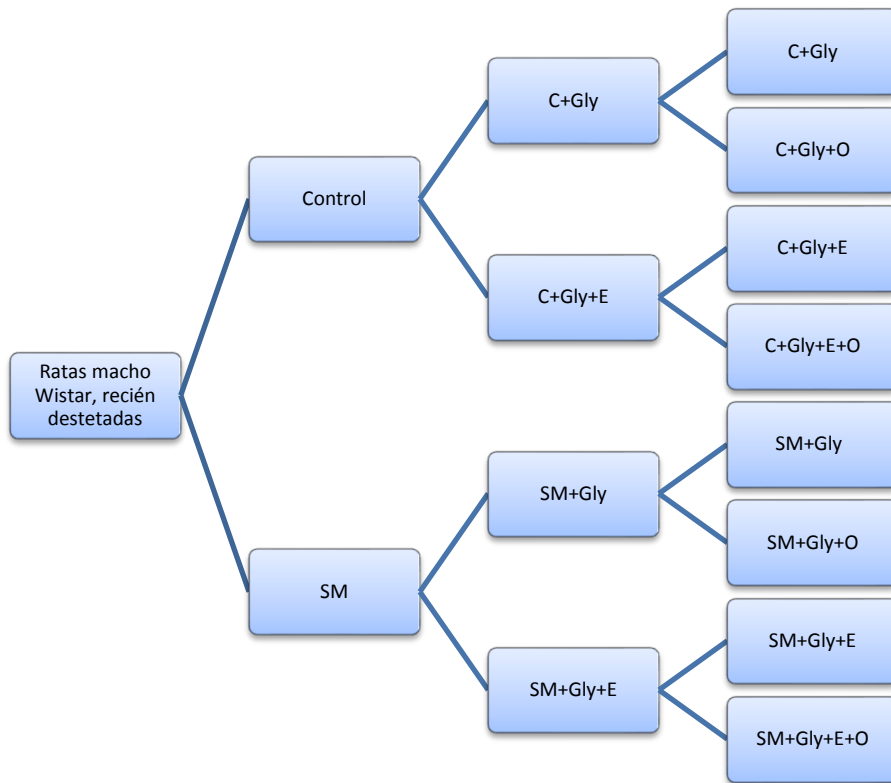 Ratas macho
Wistar, recién
destetadas
Control
SM
C+Gly
C+Gly+E
SM+Gly
SM+Gly+E
C+Gly
C+Gly+O
C+Gly+E
C+Gly+E+O
SM+Gly
SM+Gly+O
SM+Gly+E
SM+Gly+E+O